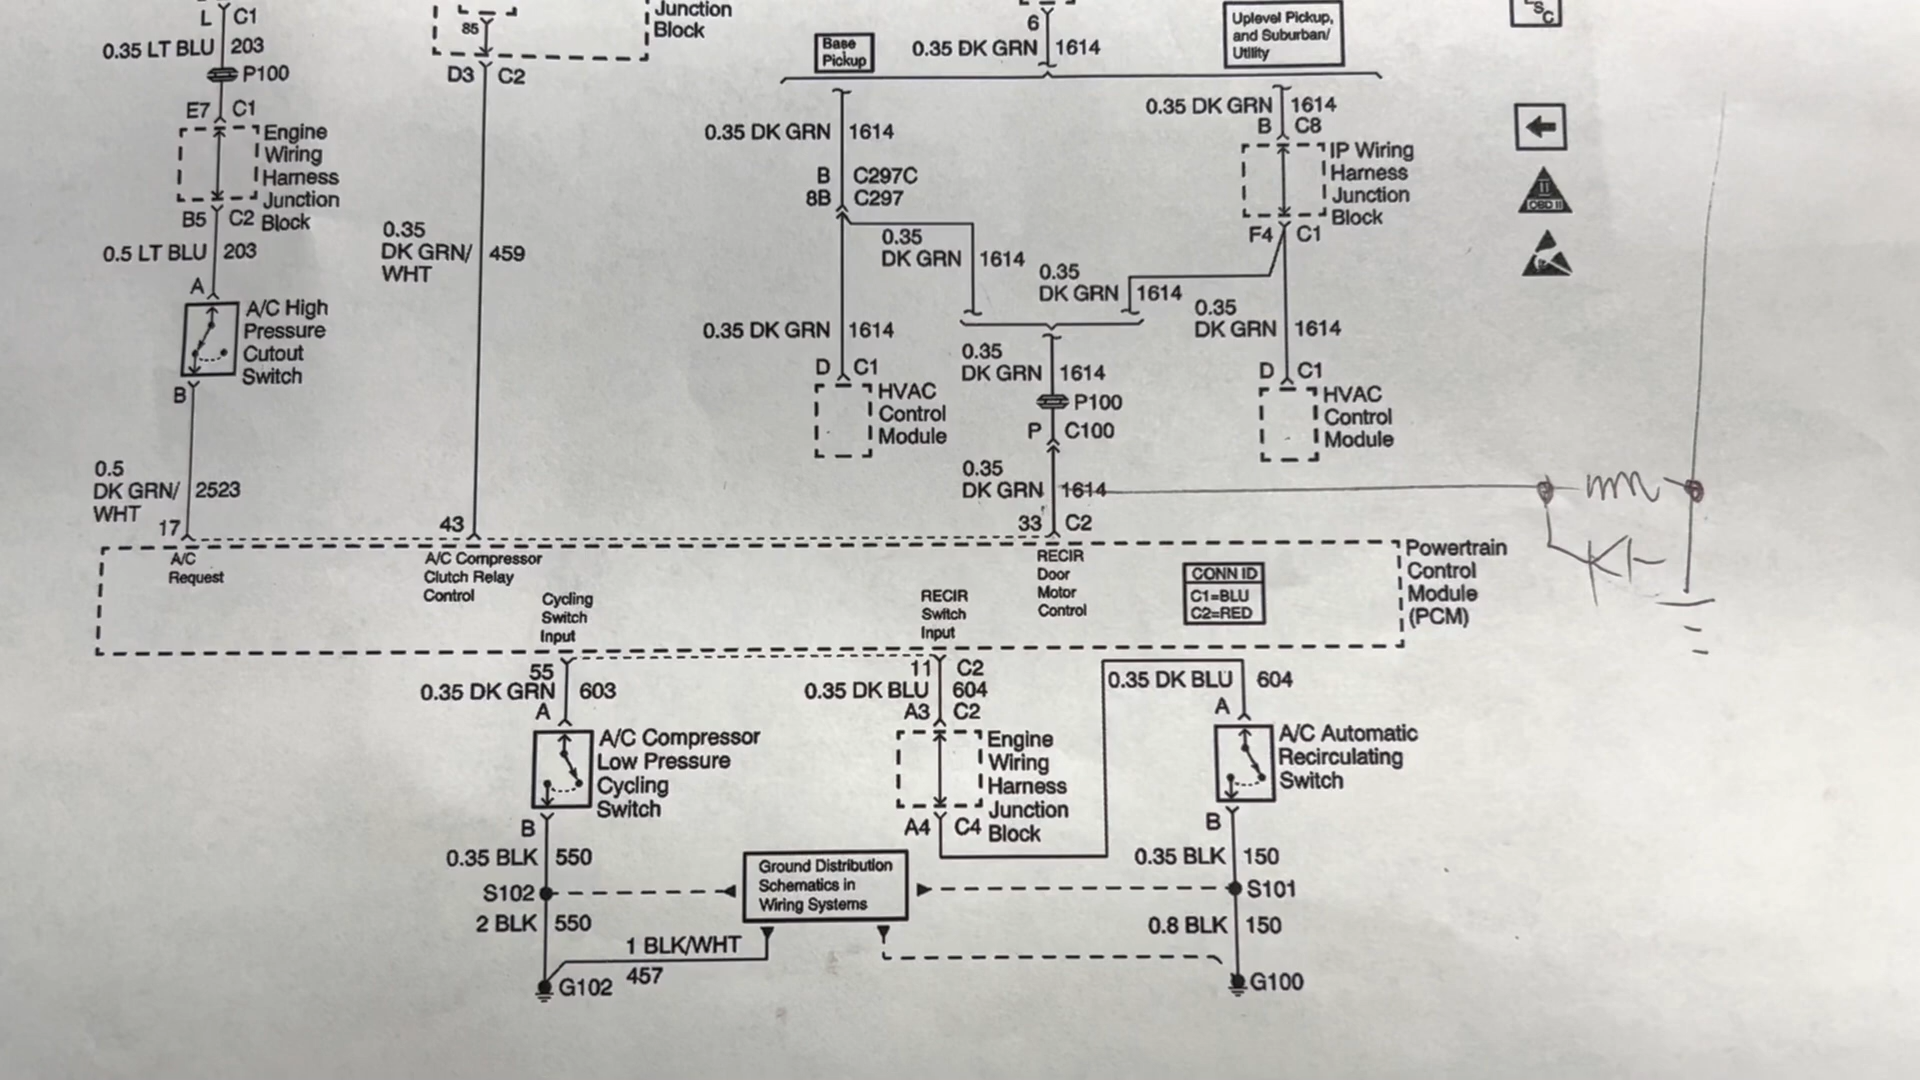 L C1
0.35 LT BLU 203
P100
E7 C1
Engine
Wiring
Harness
Junction
Block
B5 C2
0.5 LT BLU 203
A
A/C High
Pressure
Cutout
Switch
B
0.5
DK GRN/ 2523
WHT
17
85
Junction
Block
D3 C2
0.35
DK GRN/ 459
WHT
43
Base
Pickup
6
0.35 DK GRN 1614
Uplevel Pickup,
and Suburban/
Utility
0.35 DK GRN 1614
B C297C
8B C297
0.35
DK GRN 1614
0.35 DK GRN 1614
D C1
HVAC
Control
Module
0.35 DK GRN 1614
B C8
IP Wiring
Harness
Junction
Block
F4 C1
0.35
DK GRN 1614
0.35
DK GRN 1614
D C1
HVAC
Control
Module
0.35
DK GRN 1614
P100
P C100
0.35
DK GRN 1614
33 C2
SC
II
OBD II
A/C
Request
A/C Compressor
Clutch Relay
Control
Cycling
Switch
Input
RECIR
Switch
Input
RECIR
Door
Motor
Control
CONN ID
C1=BLU
C2=RED
Powertrain
Control
Module
(PCM)
55
0.35 DK GRN 603
A
A/C Compressor
Low Pressure
Cycling
Switch
B
0.35 BLK 550
S102
2 BLK 550
1 BLK/WHT
457
G102
11 C2
0.35 DK BLU 604
A3 C2
Engine
Wiring
Harness
Junction
Block
A4 C4
Ground Distribution
Schematics in
Wiring Systems
0.35 DK BLU 604
A
A/C Automatic
Recirculating
Switch
B
0.35 BLK 150
S101
0.8 BLK 150
G100